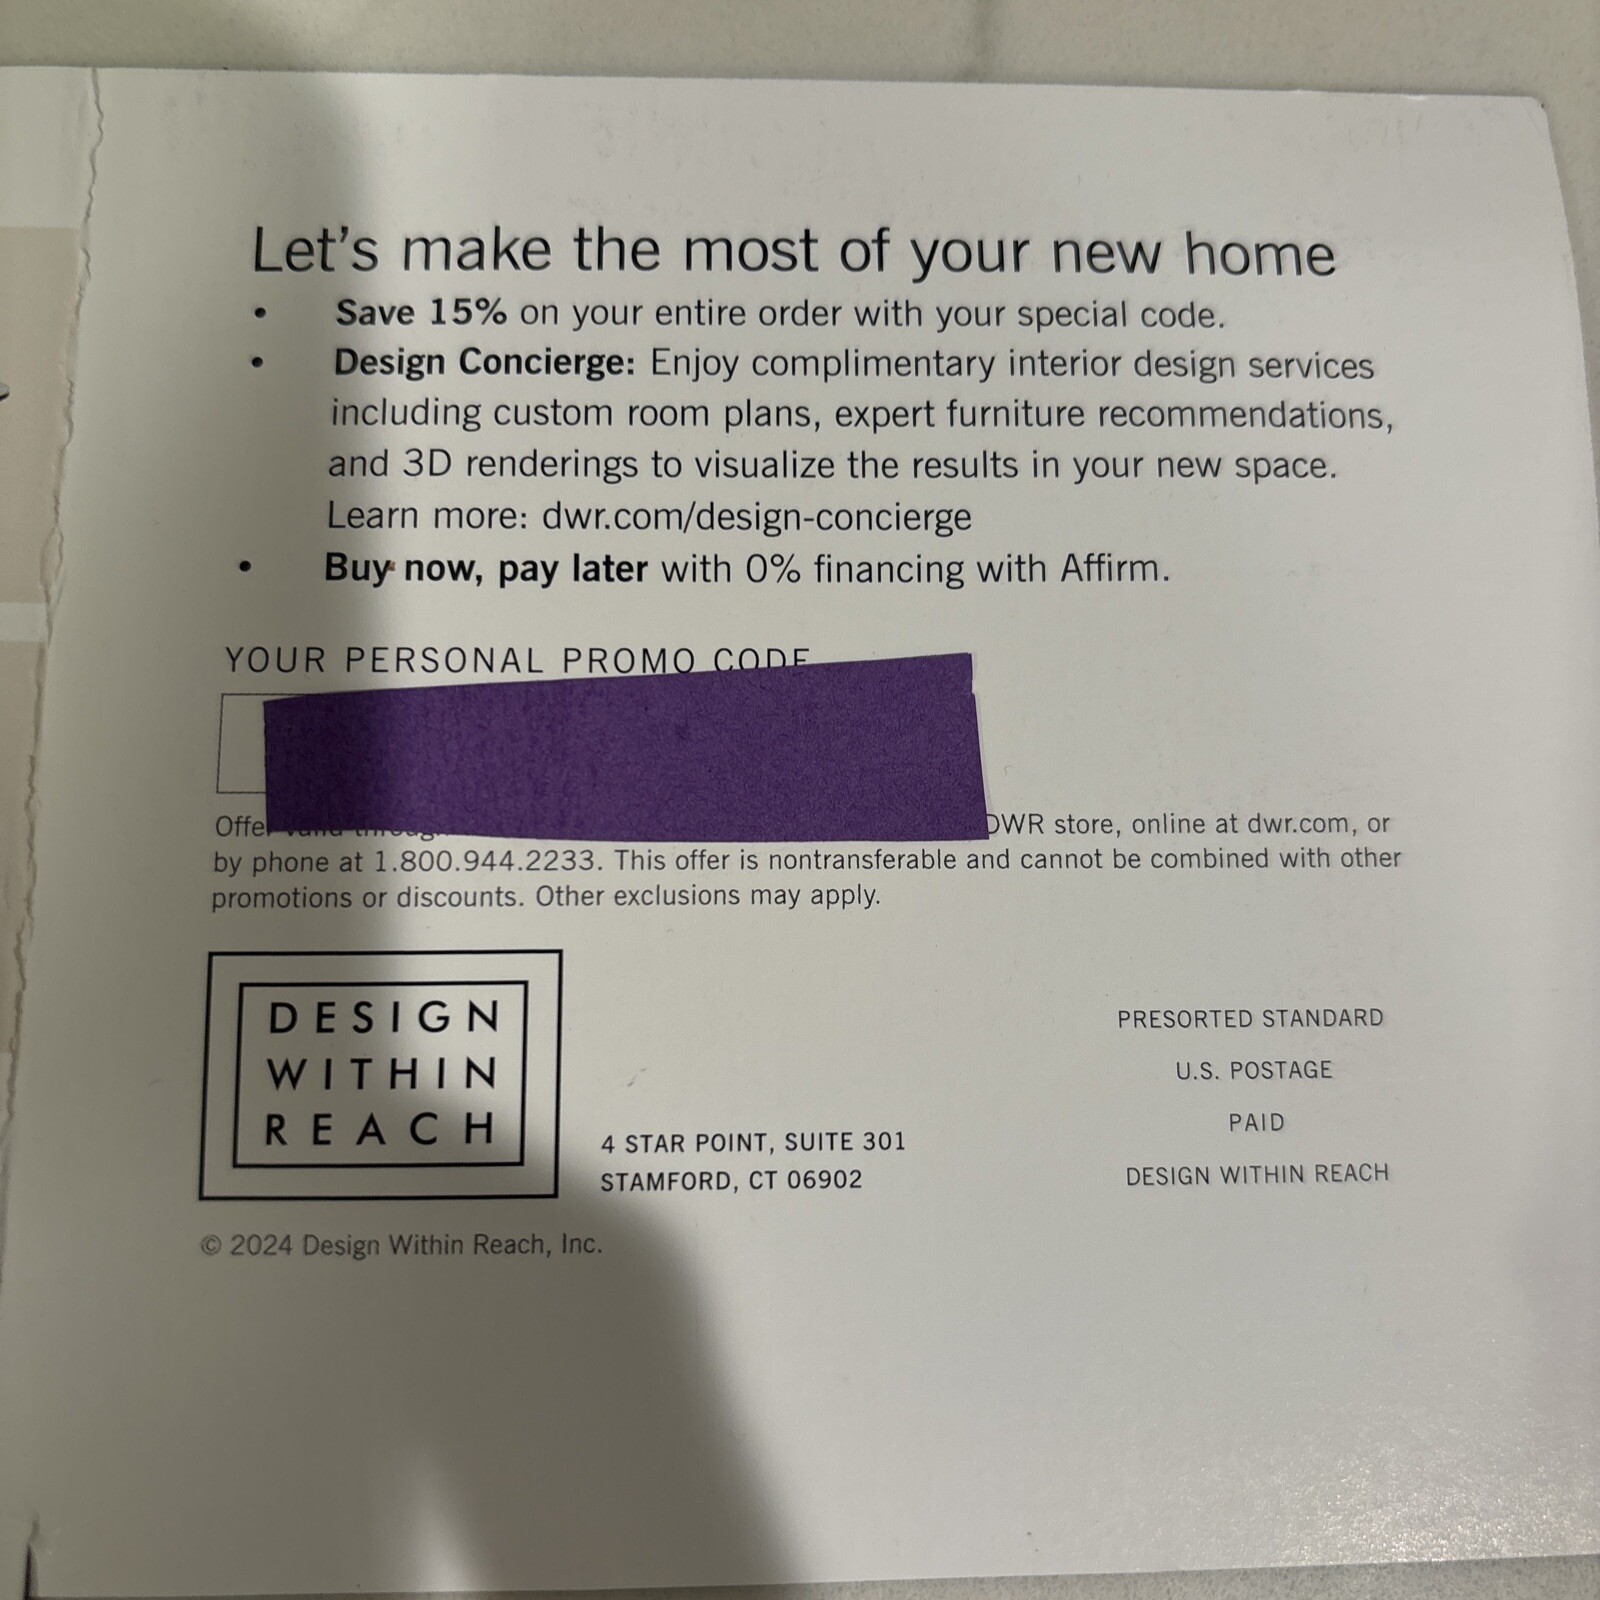 Let's make the most of your new home
• Save 15% on your entire order with your special code.
• Design Concierge: Enjoy complimentary interior design services
including custom room plans, expert furniture recommendations,
and 3D renderings to visualize the results in your new space.
Learn more: dwr.com/design-concierge
• Buy now, pay later with 0% financing with Affirm.
YOUR PERSONAL PROMO CODE
Offer valid through DWR store, online at dwr.com, or
by phone at 1.800.944.2233. This offer is nontransferable and cannot be combined with other
promotions or discounts. Other exclusions may apply.
DESIGN
WITHIN
REACH
4 STAR POINT, SUITE 301
STAMFORD, CT 06902
PRESORTED STANDARD
U.S. POSTAGE
PAID
DESIGN WITHIN REACH
© 2024 Design Within Reach, Inc.